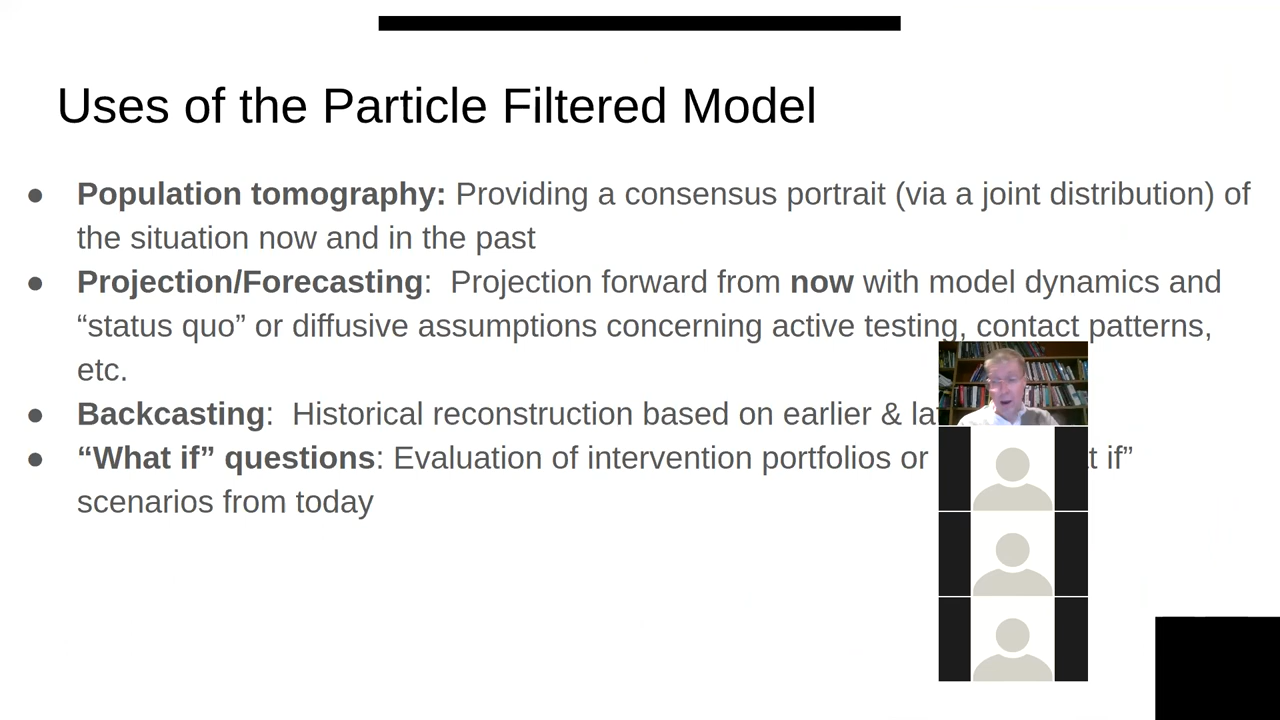 Uses of the Particle Filtered Model
● Population tomography: Providing a consensus portrait (via a joint distribution) of
the situation now and in the past
● Projection/Forecasting:  Projection forward from now with model dynamics and
“status quo” or diffusive assumptions concerning active testing, contact patterns,
etc.
● Backcasting:  Historical reconstruction based on earlier &
● “What if” questions: Evaluation of intervention portfolios or if”
scenarios from today